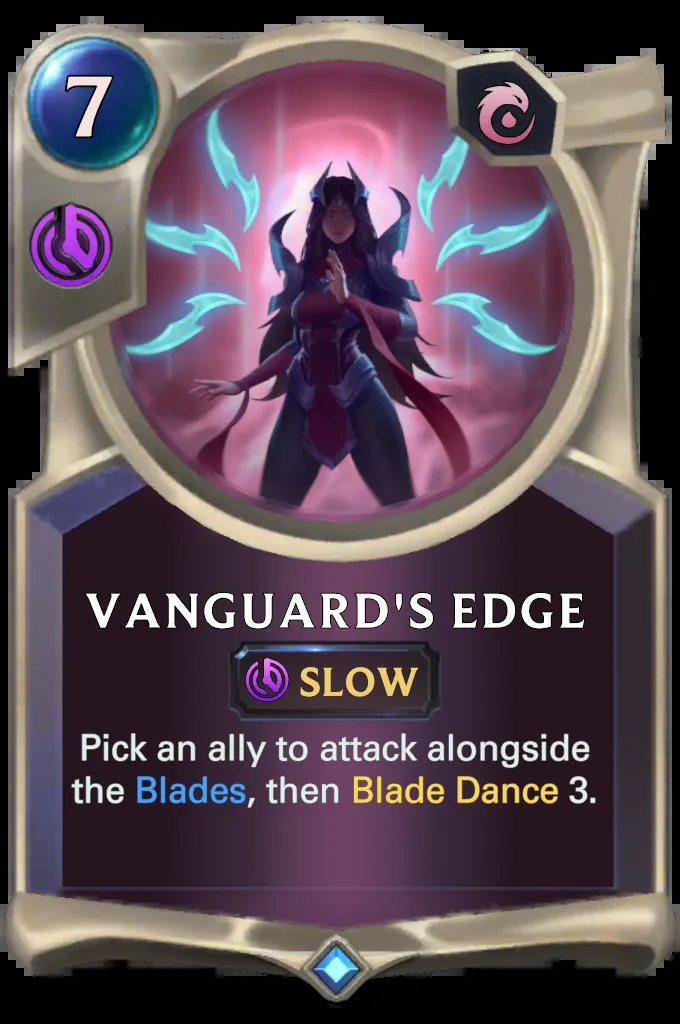 7
VANGUARD'S EDGE
SLOW
Pick an ally to attack alongside
the Blades, then Blade Dance 3.